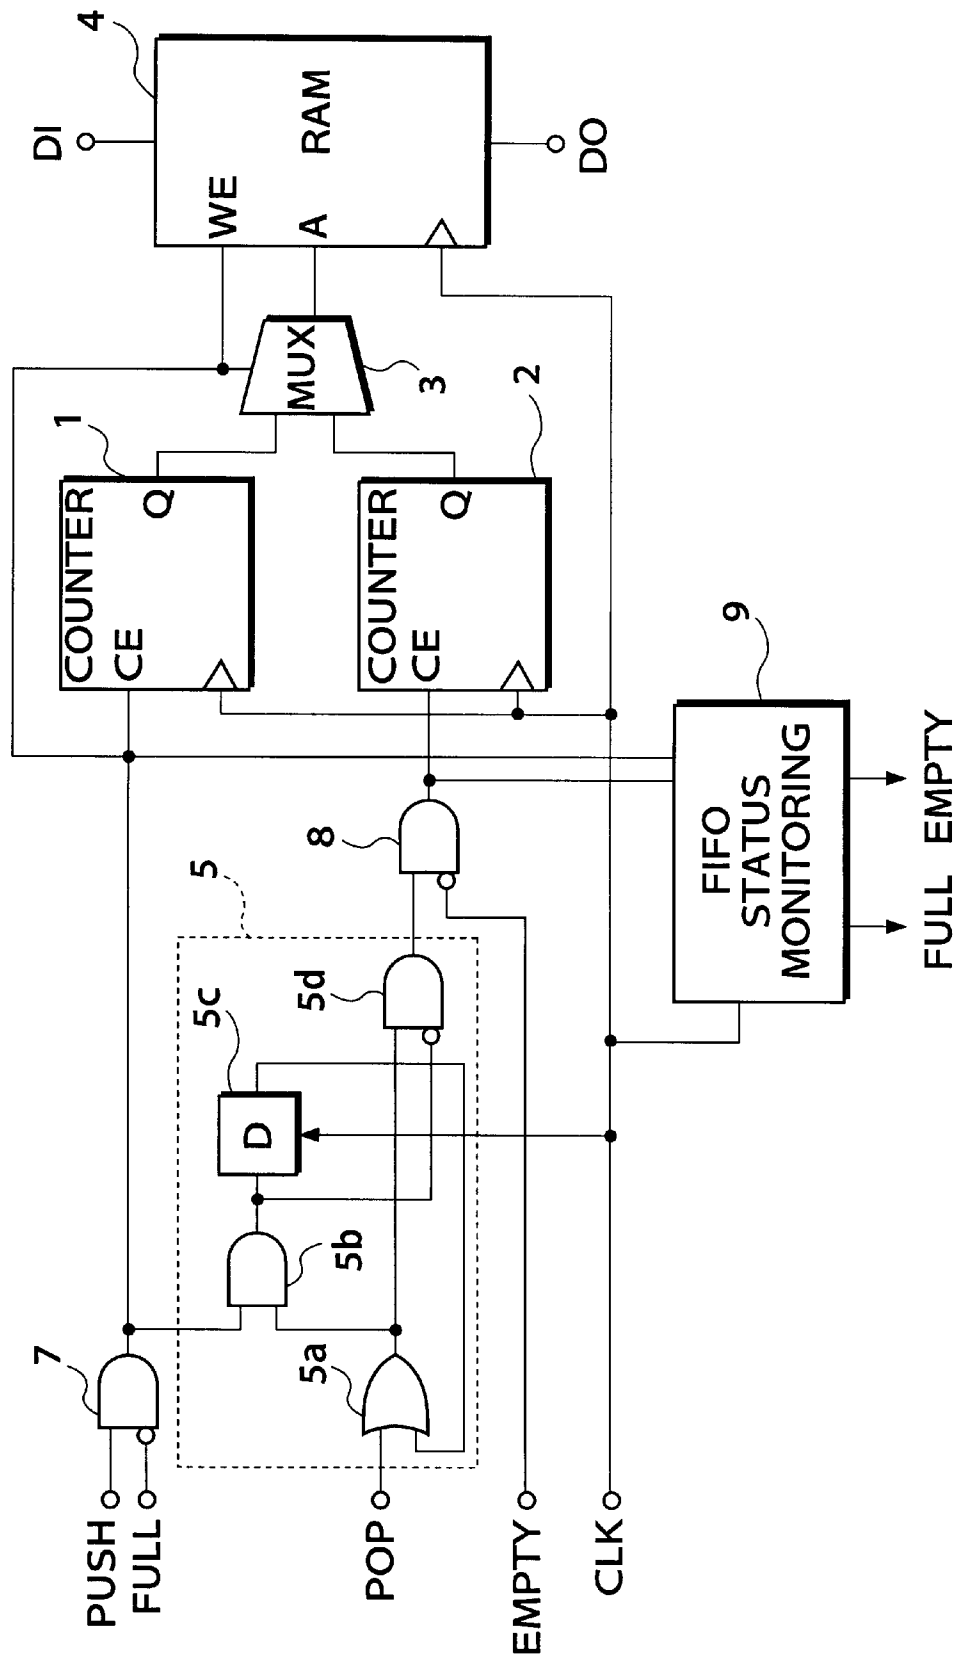 PUSH
FULL
7
POP
EMPTY
CLK
5
5a
5b
5c
D
5d
8
1
COUNTER
CE
Q
2
COUNTER
CE
Q
MUX
3
4
DI
WE
A
RAM
DO
9
FIFO
STATUS
MONITORING
FULL
EMPTY